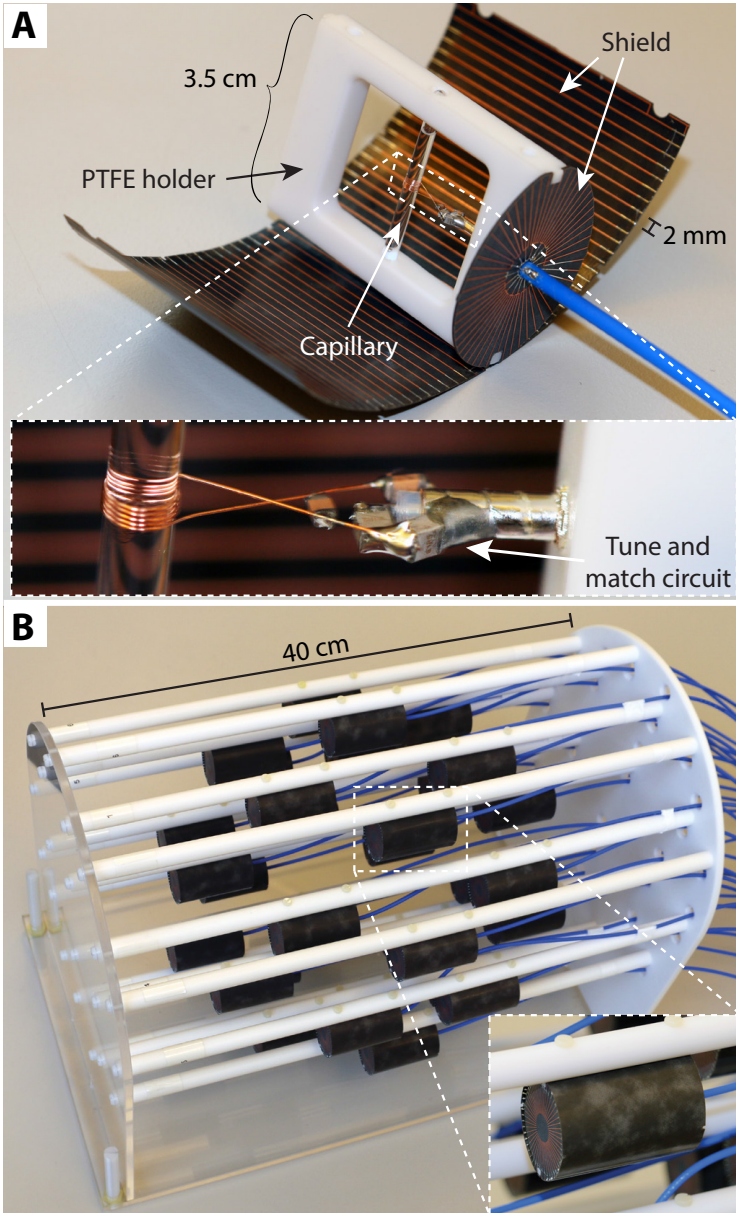 A
Shield
3.5 cm
PTFE holder
2 mm
Capillary
Tune and
match circuit
B
40 cm